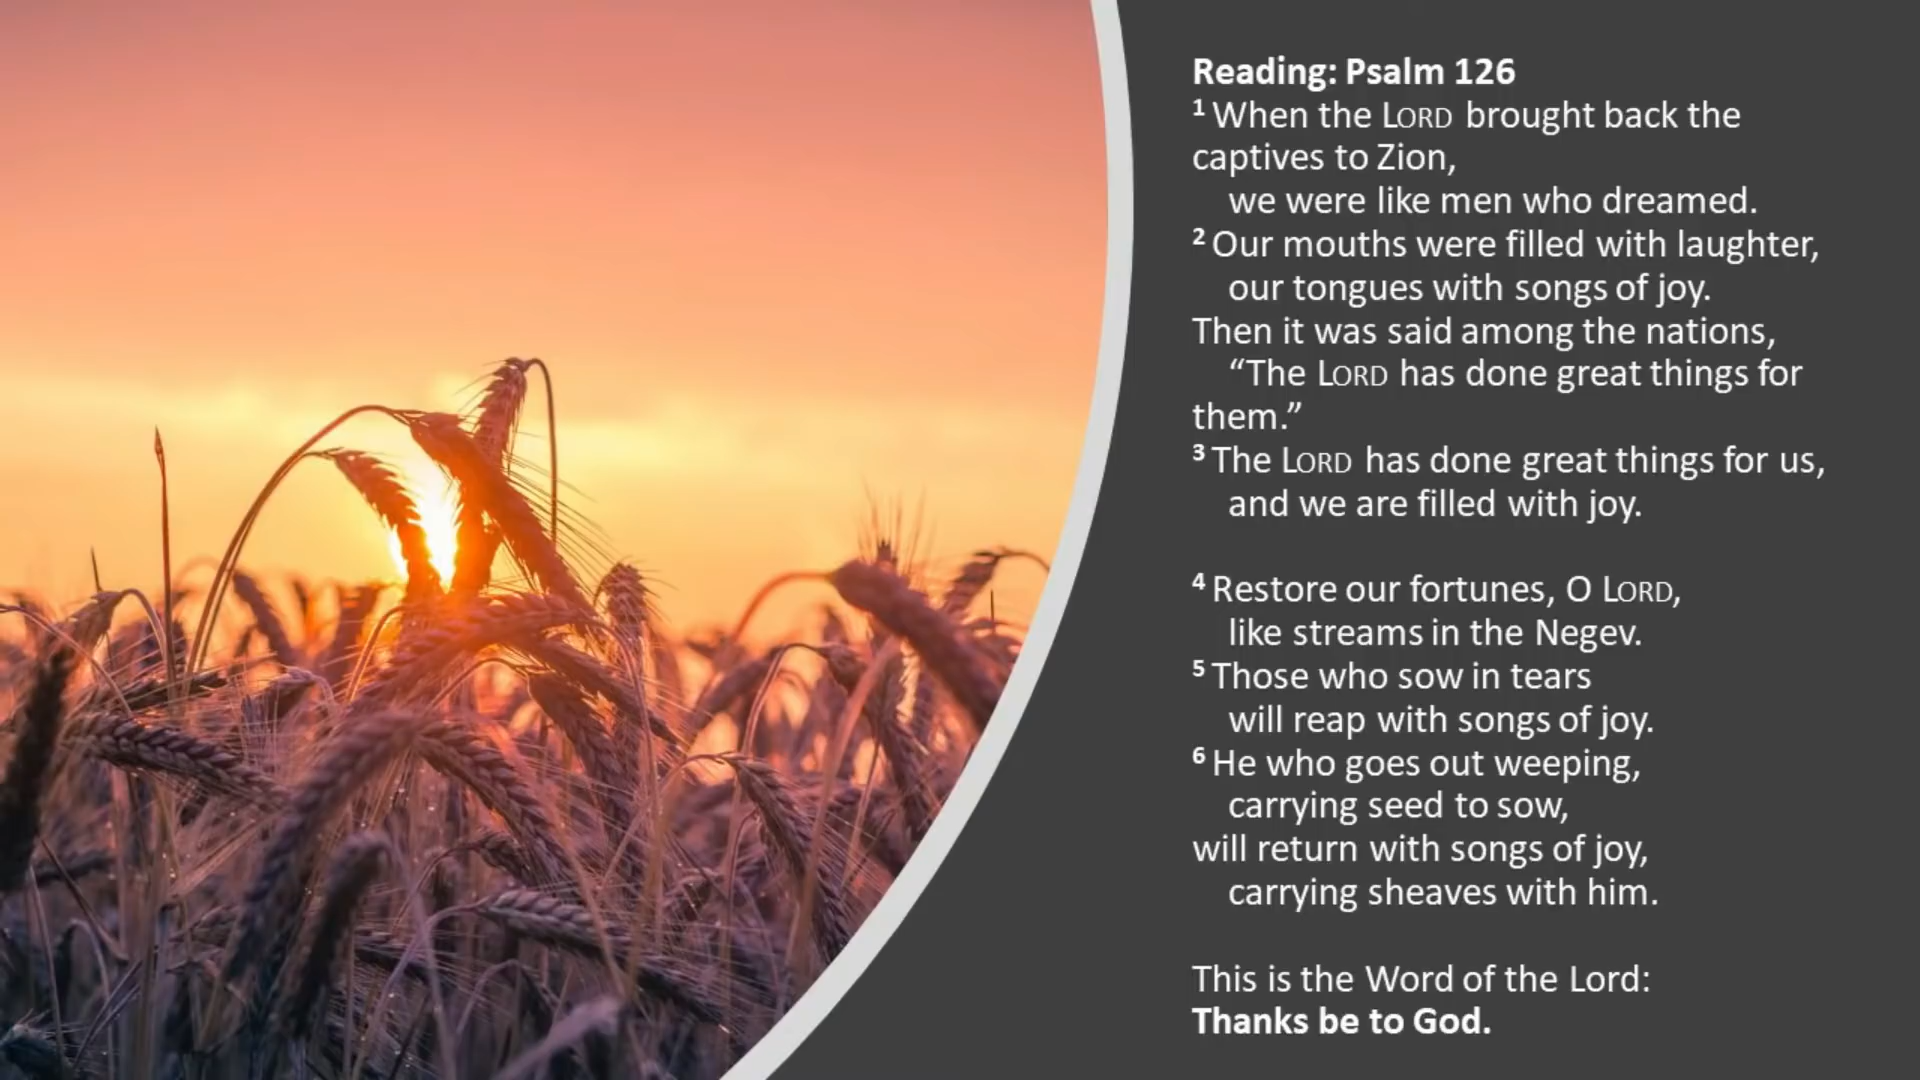 Reading: Psalm 126
1 When the LORD brought back the
captives to Zion,
we were like men who dreamed.
2 Our mouths were filled with laughter,
our tongues with songs of joy.
Then it was said among the nations,
“The LORD has done great things for
them.”
3 The LORD has done great things for us,
and we are filled with joy.
4 Restore our fortunes, O LORD,
like streams in the Negev.
5 Those who sow in tears
will reap with songs of joy.
6 He who goes out weeping,
carrying seed to sow,
will return with songs of joy,
carrying sheaves with him.
This is the Word of the Lord:
Thanks be to God.